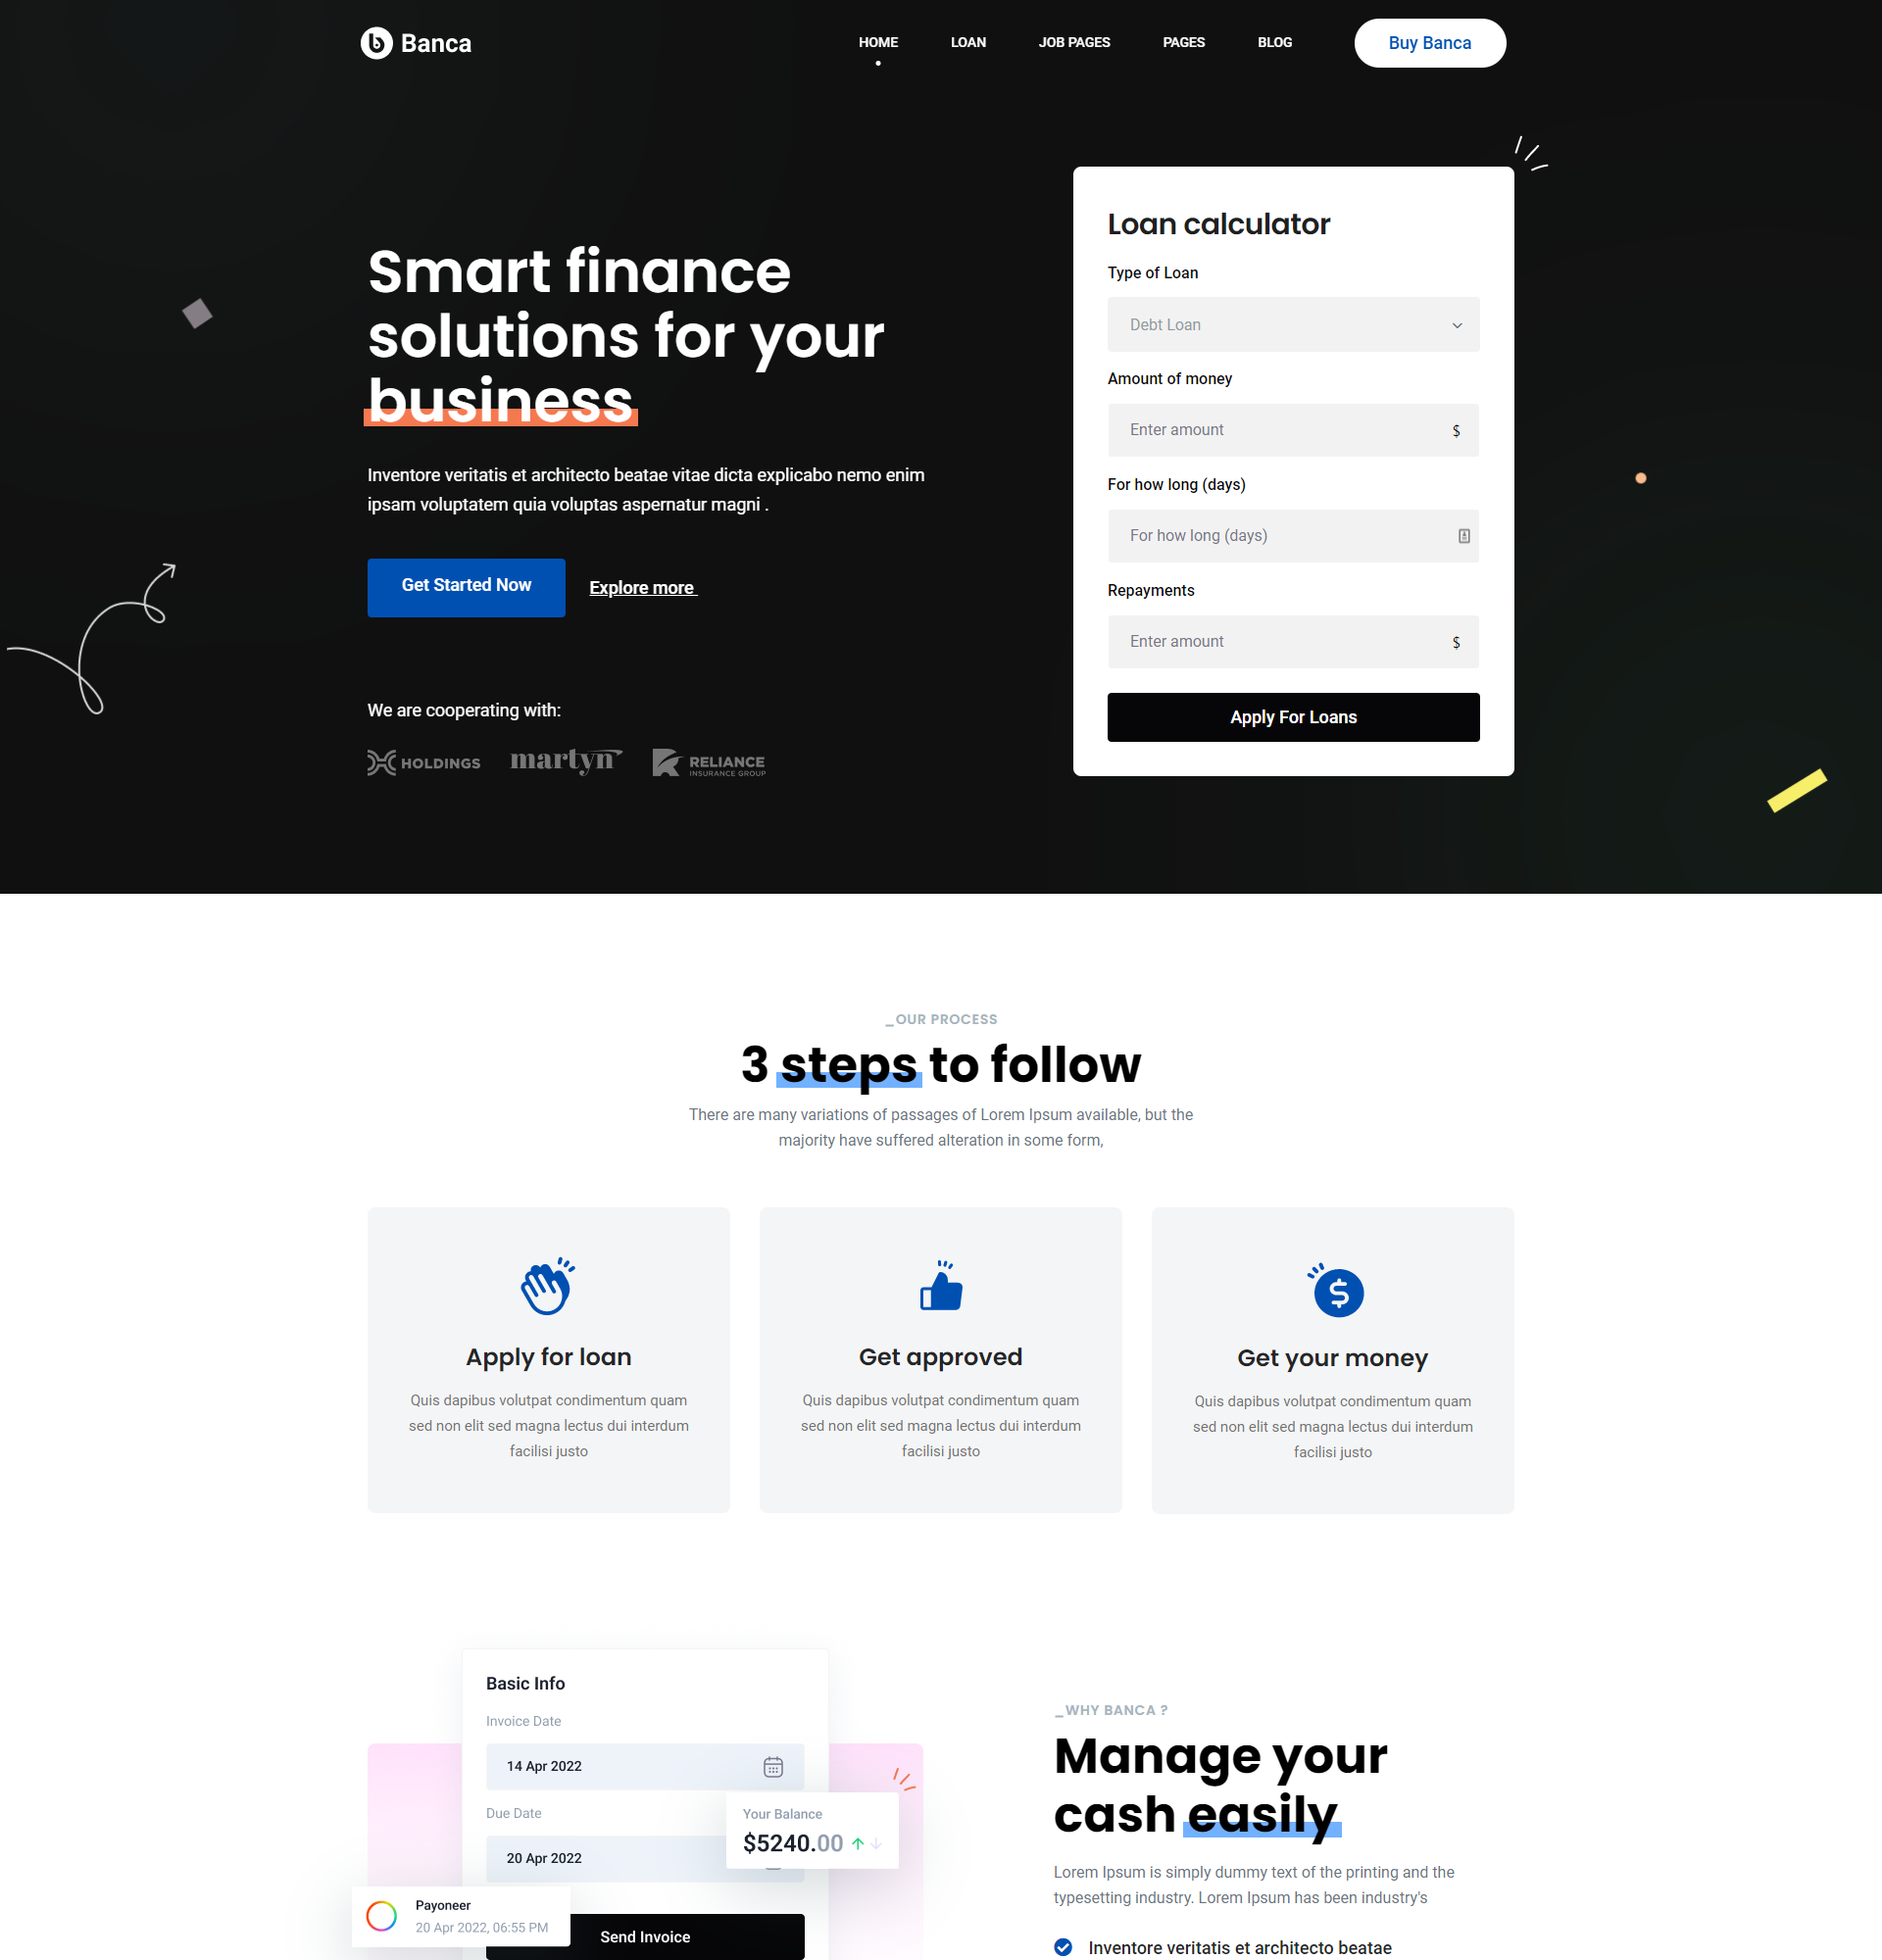 Banca
HOME LOAN JOB PAGES PAGES BLOG Buy Banca
Smart finance
solutions for your
business
Inventore veritatis et architecto beatae vitae dicta explicabo nemo enim
ipsam voluptatem quia voluptas aspernatur magni .
Get Started Now Explore more
We are cooperating with:
HOLDINGS martyn RELIANCE
INSURANCE GROUP
Loan calculator
Type of Loan
Debt Loan
Amount of money
Enter amount $
For how long (days)
For how long (days)
Repayments
Enter amount $
Apply For Loans
_OUR PROCESS
3 steps to follow
There are many variations of passages of Lorem Ipsum available, but the
majority have suffered alteration in some form,
Apply for loan
Quis dapibus volutpat condimentum quam
sed non elit sed magna lectus dui interdum
facilisi justo
Get approved
Quis dapibus volutpat condimentum quam
sed non elit sed magna lectus dui interdum
facilisi justo
$
Get your money
Quis dapibus volutpat condimentum quam
sed non elit sed magna lectus dui interdum
facilisi justo
Basic Info
Invoice Date
14 Apr 2022
Due Date
20 Apr 2022
Your Balance
$5240.00
Payoneer
20 Apr 2022, 06:55 PM
Send Invoice
_WHY BANCA ?
Manage your
cash easily
Lorem Ipsum is simply dummy text of the printing and the
typesetting industry. Lorem Ipsum has been industry's
Inventore veritatis et architecto beatae